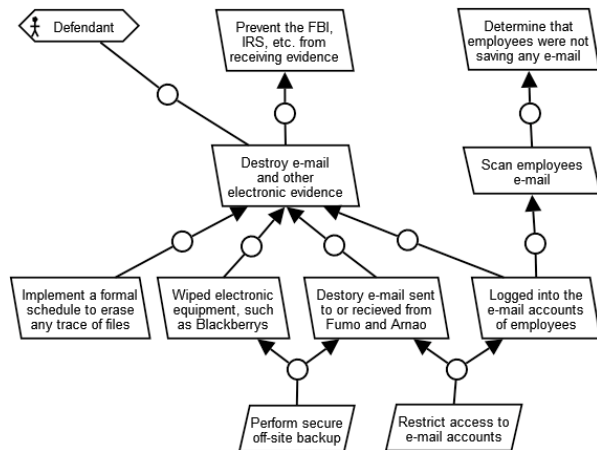 Defendant
Prevent the FBI,
IRS, etc. from
receiving evidence
Determine that
employees were not
saving any e-mail
Destroy e-mail
and other
electronic evidence
Scan employees
e-mail
Implement a formal
schedule to erase
any trace of files
Wiped electronic
equipment, such
as Blackberrys
Destory e-mail sent
to or recieved from
Fumo and Arnao
Logged into the
e-mail accounts
of employees
Perform secure
off-site backup
Restrict access to
e-mail accounts